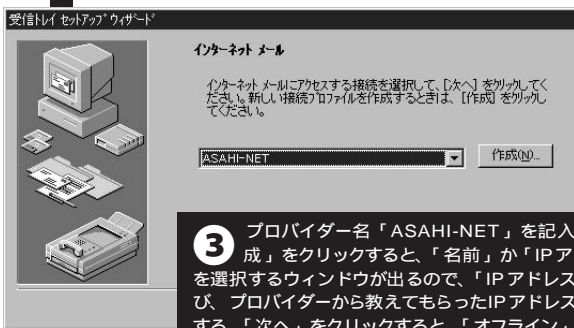 受信トレイ セットアップ ウィザード
インターネット メール
インターネット メールにアクセスする接続を選択して、[次へ] をクリックしてく
ださい。新しい接続プロファイルを作成するときは、[作成] をクリックし
てください。
ASAHI-NET
作成(N)...
3 プロバイダー名「ASAHI-NET」を記入
成」をクリックすると、「名前」か「IPア
を選択するウィンドウが出るので、「IPアドレス
び、プロバイダーから教えてもらったIPアドレス
する。「次へ」をクリックすると、「オフライン